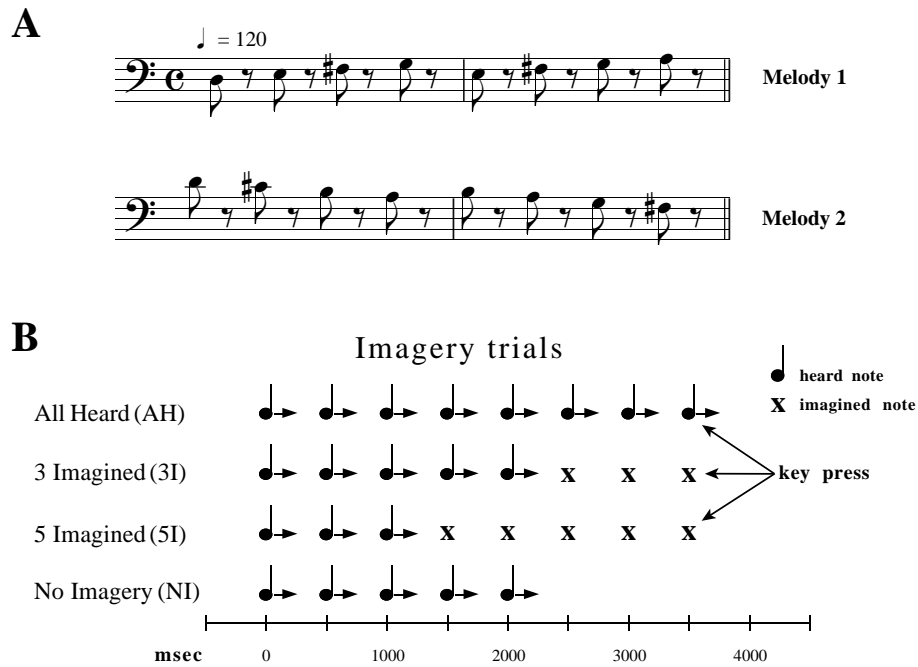 A
= 120
Melody 1
Melody 2
B
Imagery trials
heard note
x imagined note
All Heard (AH)
3 Imagined (3I) x x x
key press
5 Imagined (5I) x x x x x
No Imagery (NI)
msec 0 1000 2000 3000 4000